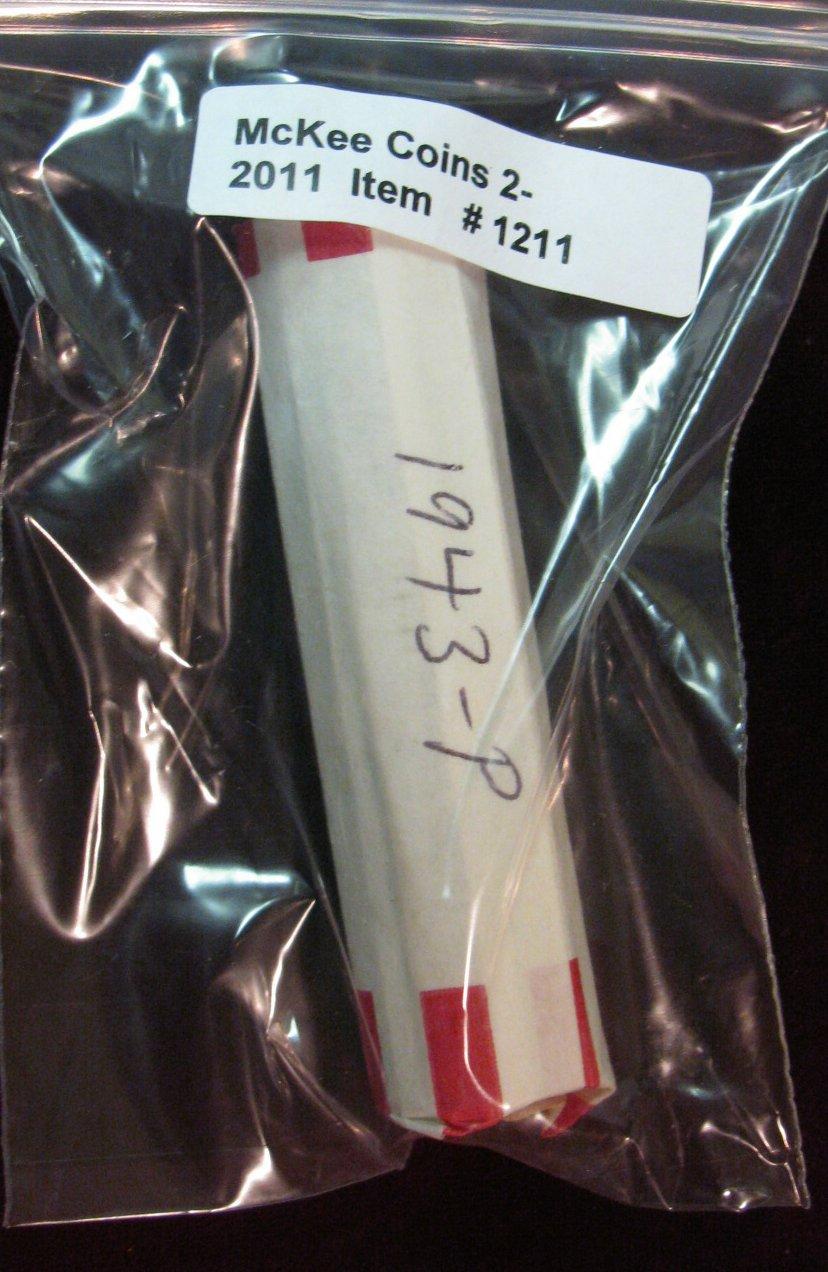 McKee Coins 2-
2011 Item #1211
1943-P